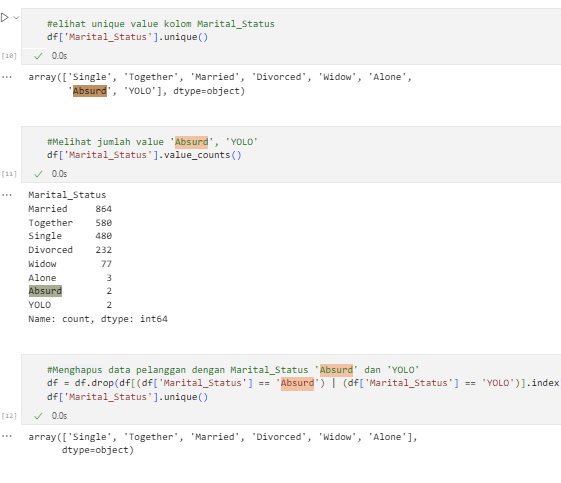 #elihat unique value kolom Marital_Status
df['Marital_Status'].unique()
[10] 0.0s
... array(['Single', 'Together', 'Married', 'Divorced', 'Widow', 'Alone',
'Absurd', 'YOLO'], dtype=object)
#Melihat jumlah value 'Absurd', 'YOLO'
df['Marital_Status'].value_counts()
[11] 0.0s
... Marital_Status
Married 864
Together 580
Single 480
Divorced 232
Widow 77
Alone 3
Absurd 2
YOLO 2
Name: count, dtype: int64
#Menghapus data pelanggan dengan Marital_Status 'Absurd' dan 'YOLO'
df = df.drop(df[(df['Marital_Status'] == 'Absurd') | (df['Marital_Status'] == 'YOLO')].index
df['Marital_Status'].unique()
[12] 0.0s
... array(['Single', 'Together', 'Married', 'Divorced', 'Widow', 'Alone'],
dtype=object)